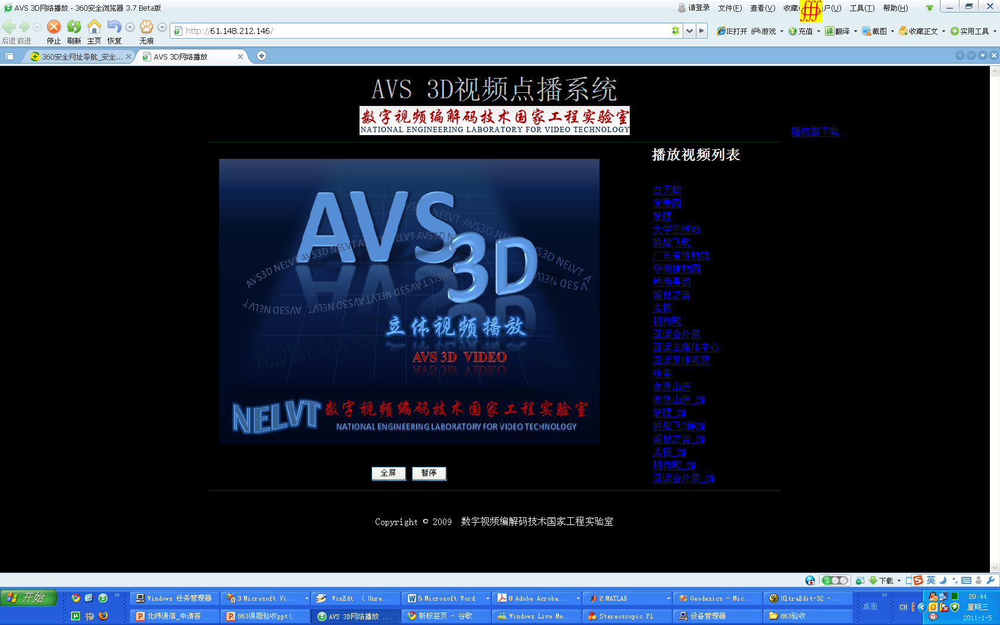 AVS 3D网络播放 - 360安全浏览器 3.7 Beta版
请登录 文件(F) 查看(V) 收藏 户(U) 工具(T) 帮助(H)
后退 前进 停止 刷新 主页 恢复 无痕
http://61.148.212.146/
IE打开 游戏 充值 翻译 截图 收藏正文 实用工具
360安全网址导航_安全...
AVS 3D网络播放
AVS 3D视频点播系统
数字视频编解码技术国家工程实验室
NATIONAL ENGINEERING LABORATORY FOR VIDEO TECHNOLOGY
播放器下载
播放视频列表
AVS
3D
立体视频播放
AVS 3D VIDEO
NELVT 数字视频编码技术国家工程实验室
NATIONAL ENGINEERING LABORATORY FOR VIDEO TECHNOLOGY
白天鹅
宝墨园
楚腰
大学生活动
敦煌飞歌
广东省博物馆
华南植物园
岭南粤韵
盛世之音
太极
相和歌
亚运会外景
亚运主媒体中心
亚运足球花絮
咏春
余荫山房
余荫山房_2M
楚腰_2M
敦煌飞?鐸2M
盛世之音_2M
太极_2M
相和歌_2M
亚运会外景_2M
全屏 暂停
Copyright © 2009 数字视频编解码技术国家工程实验室
下载 英
开始
Windows 任务管理器
3 Microsoft Vi...
WinEdt ( Unre...
5 Microsoft Word
8 Adobe Acroba...
2 MATLAB
Geodesics - Mic...
UltraEdit-32 - ...
北纬通信_申请答...
863课题验收ppt(...
AVS 3D网络播放 ...
新标签页 - 谷歌...
Windows Live Me...
Stereoscopic Pl...
设备管理器
863验收
桌面
CH
20:44
星期三
2011-1-5